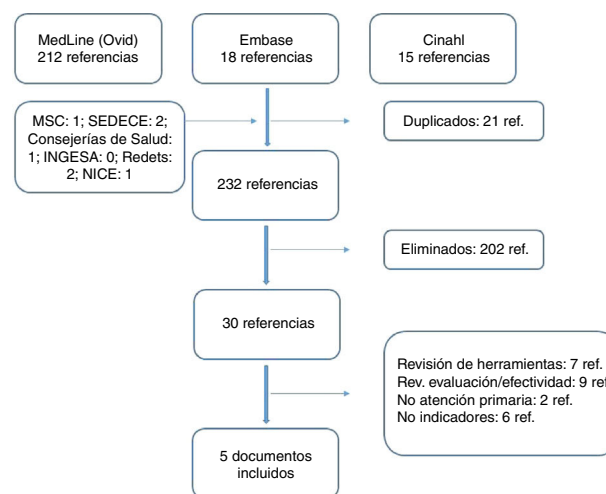 MedLine (Ovid)
212 referencias
Embase
18 referencias
Cinahl
15 referencias
MSC: 1; SEDECE: 2;
Consejerías de Salud:
1; INGESA: 0; Redets:
2; NICE: 1
Duplicados: 21 ref.
232 referencias
Eliminados: 202 ref.
30 referencias
Revisión de herramientas: 7 ref.
Rev. evaluación/efectividad: 9 ref
No atención primaria: 2 ref.
No indicadores: 6 ref.
5 documentos
incluidos